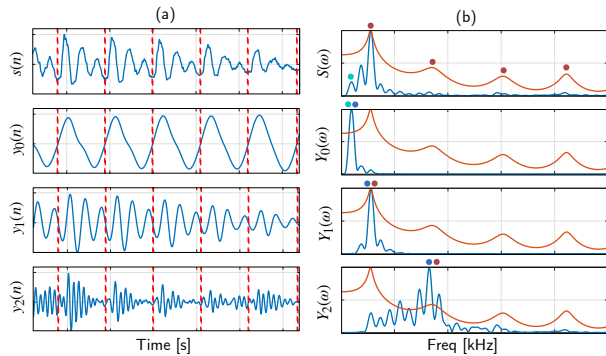 (a)
(b)
s(n)
S(ω)
y₀(n)
Y₀(ω)
y₁(n)
Y₁(ω)
y₂(n)
Y₂(ω)
Time [s]
Freq [kHz]